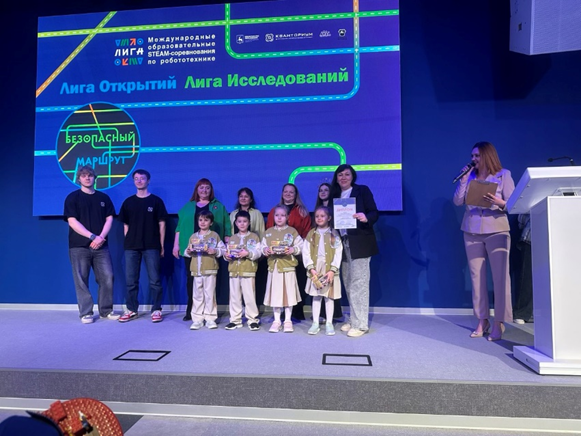 ЛИГА
Международные
образовательные
STEAM-соревнования
по робототехнике
КВАНТОРИУМ
Лига Открытий Лига Исследований
БЕЗОПАСНЫЙ
МАРШРУТ